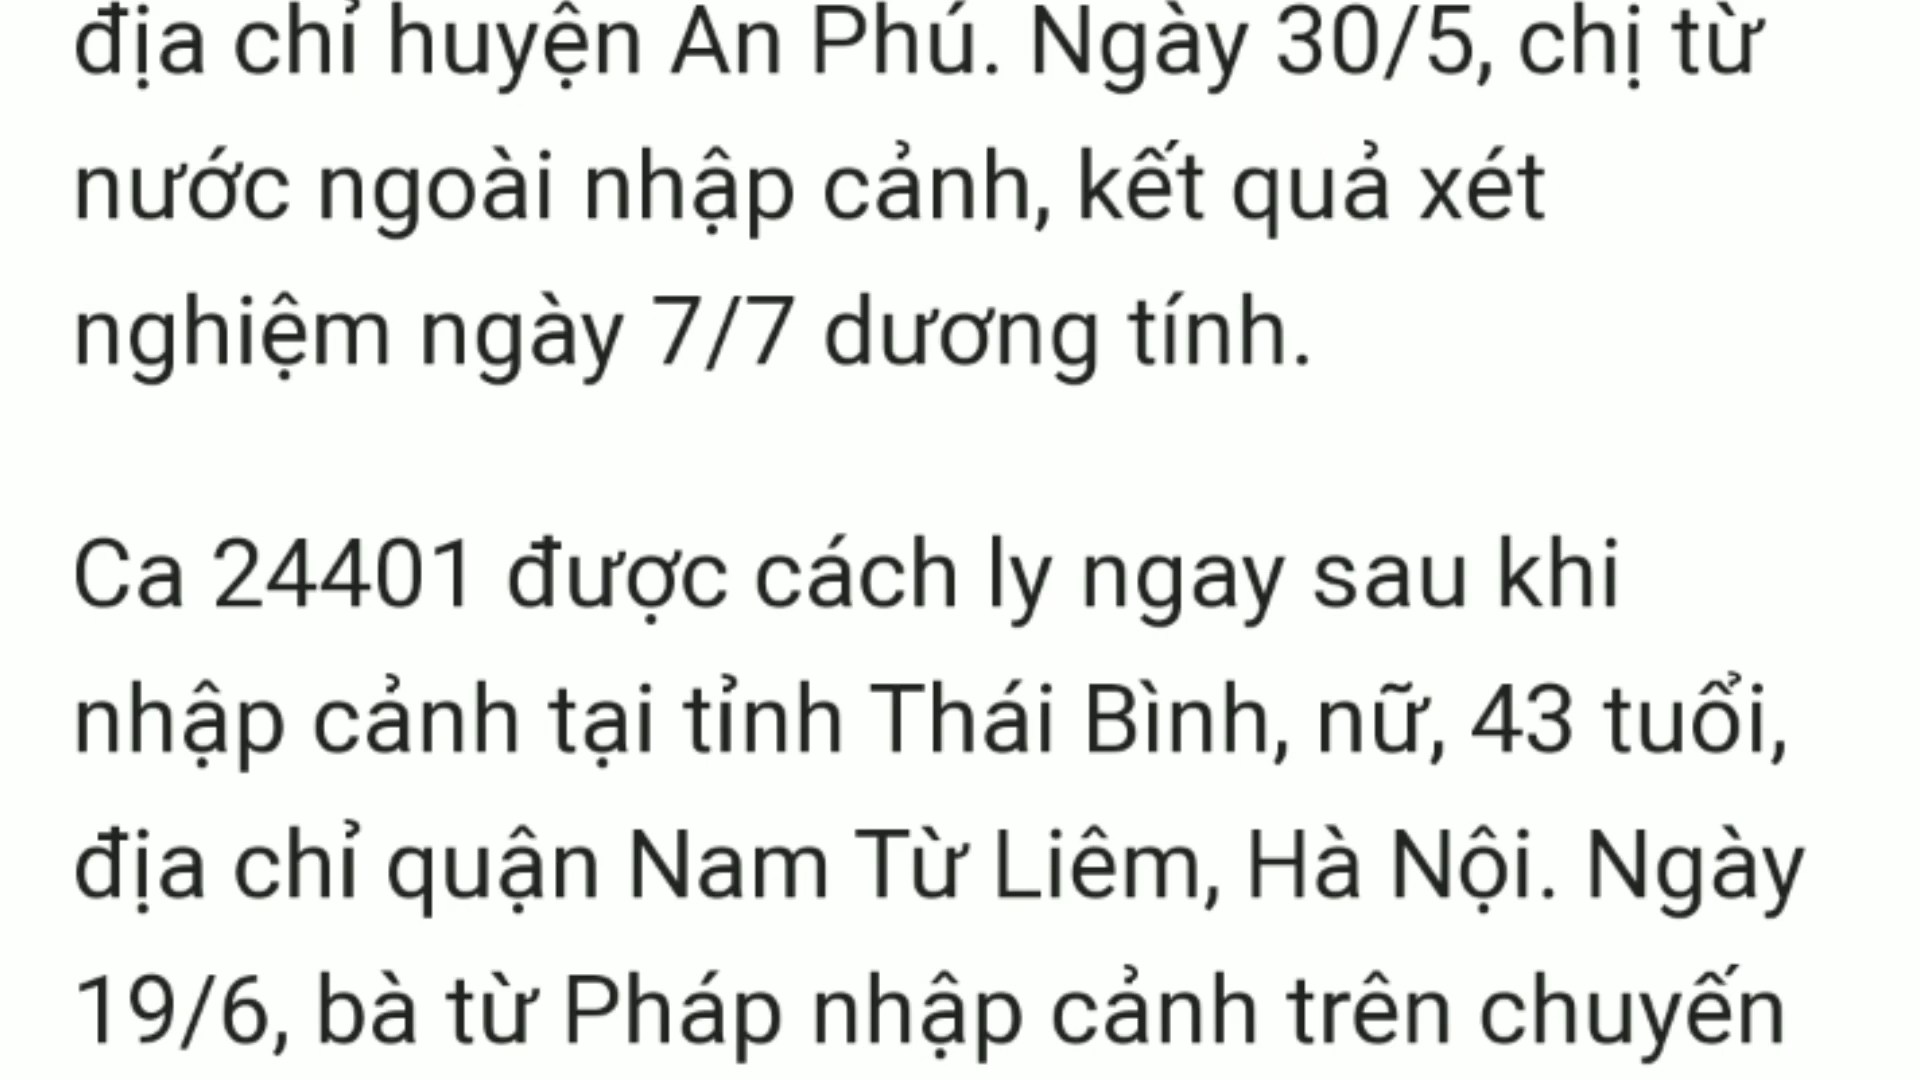 địa chỉ huyện An Phú. Ngày 30/5, chị từ
nước ngoài nhập cảnh, kết quả xét
nghiệm ngày 7/7 dương tính.
Ca 24401 được cách ly ngay sau khi
nhập cảnh tại tỉnh Thái Bình, nữ, 43 tuổi,
địa chỉ quận Nam Từ Liêm, Hà Nội. Ngày
19/6, bà từ Pháp nhập cảnh trên chuyến